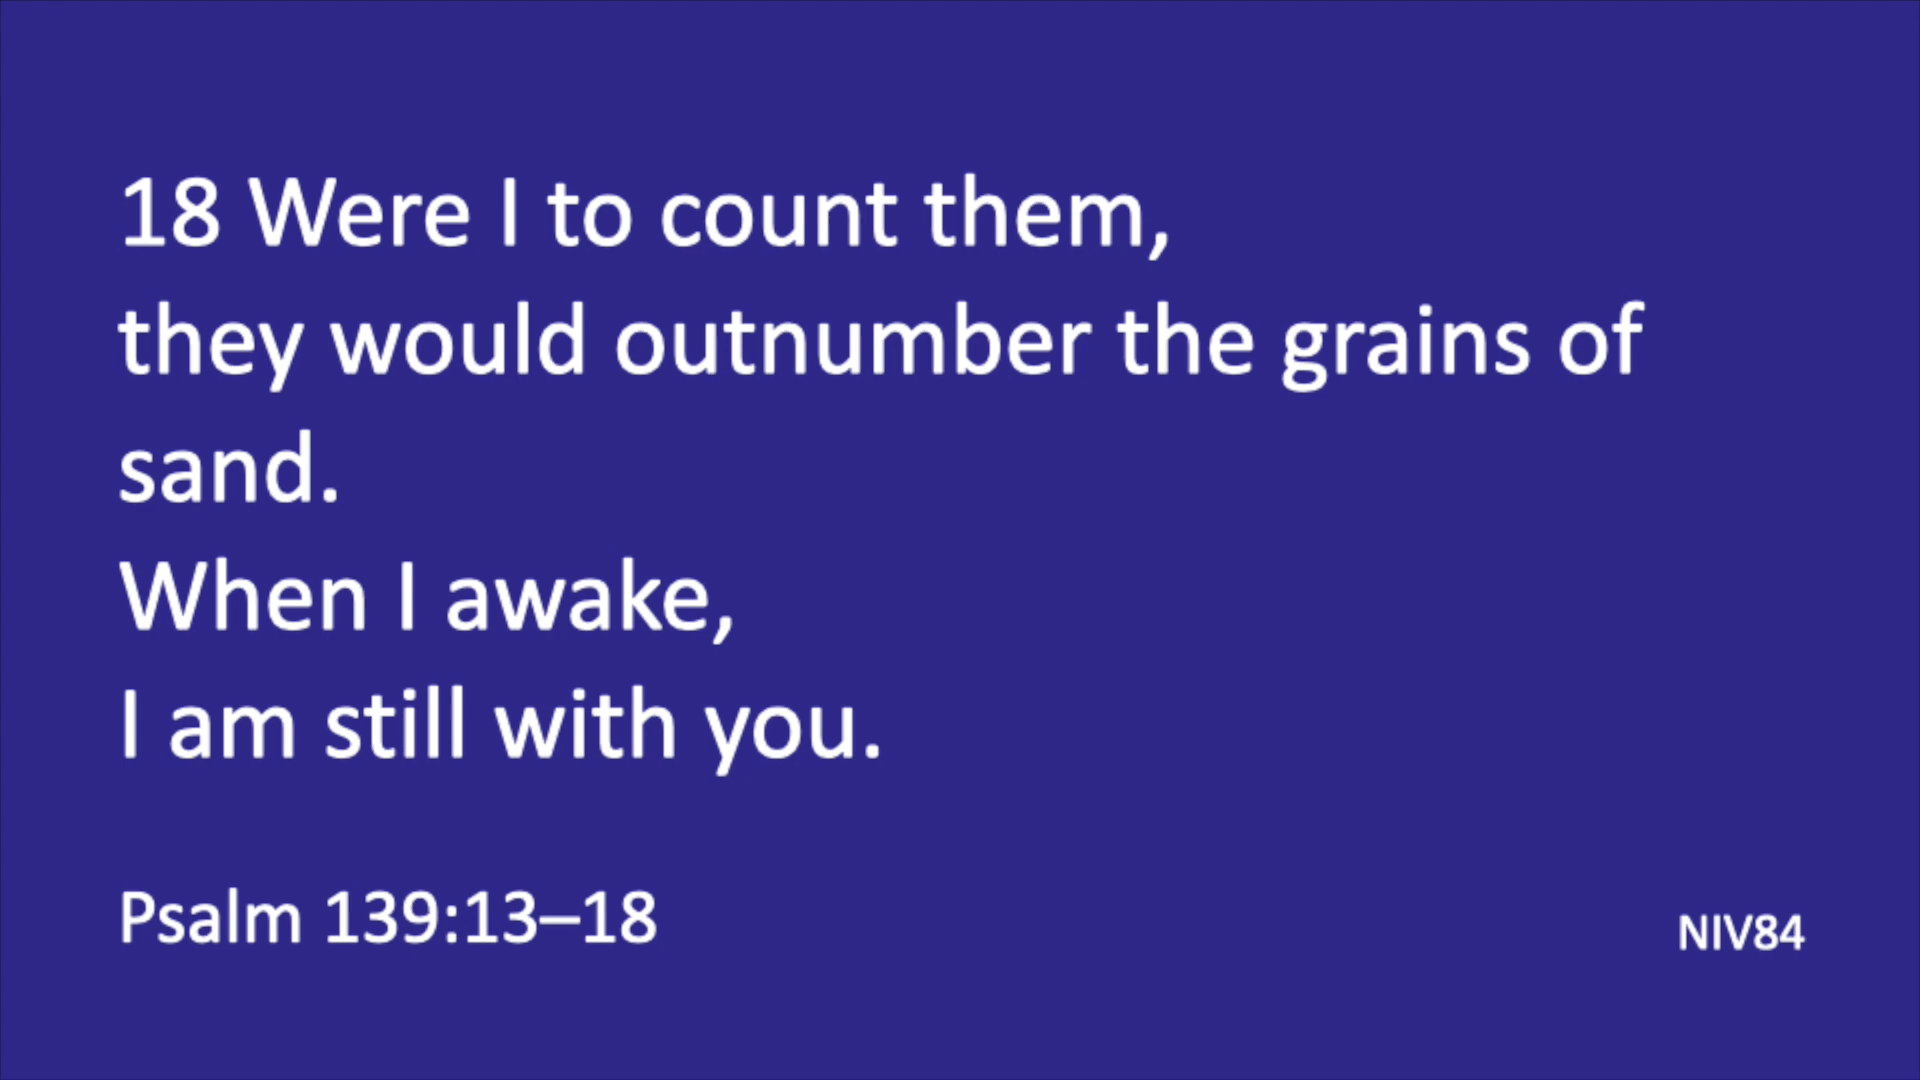 18 Were I to count them,
they would outnumber the grains of
sand.
When I awake,
I am still with you.
Psalm 139:13–18
NIV84